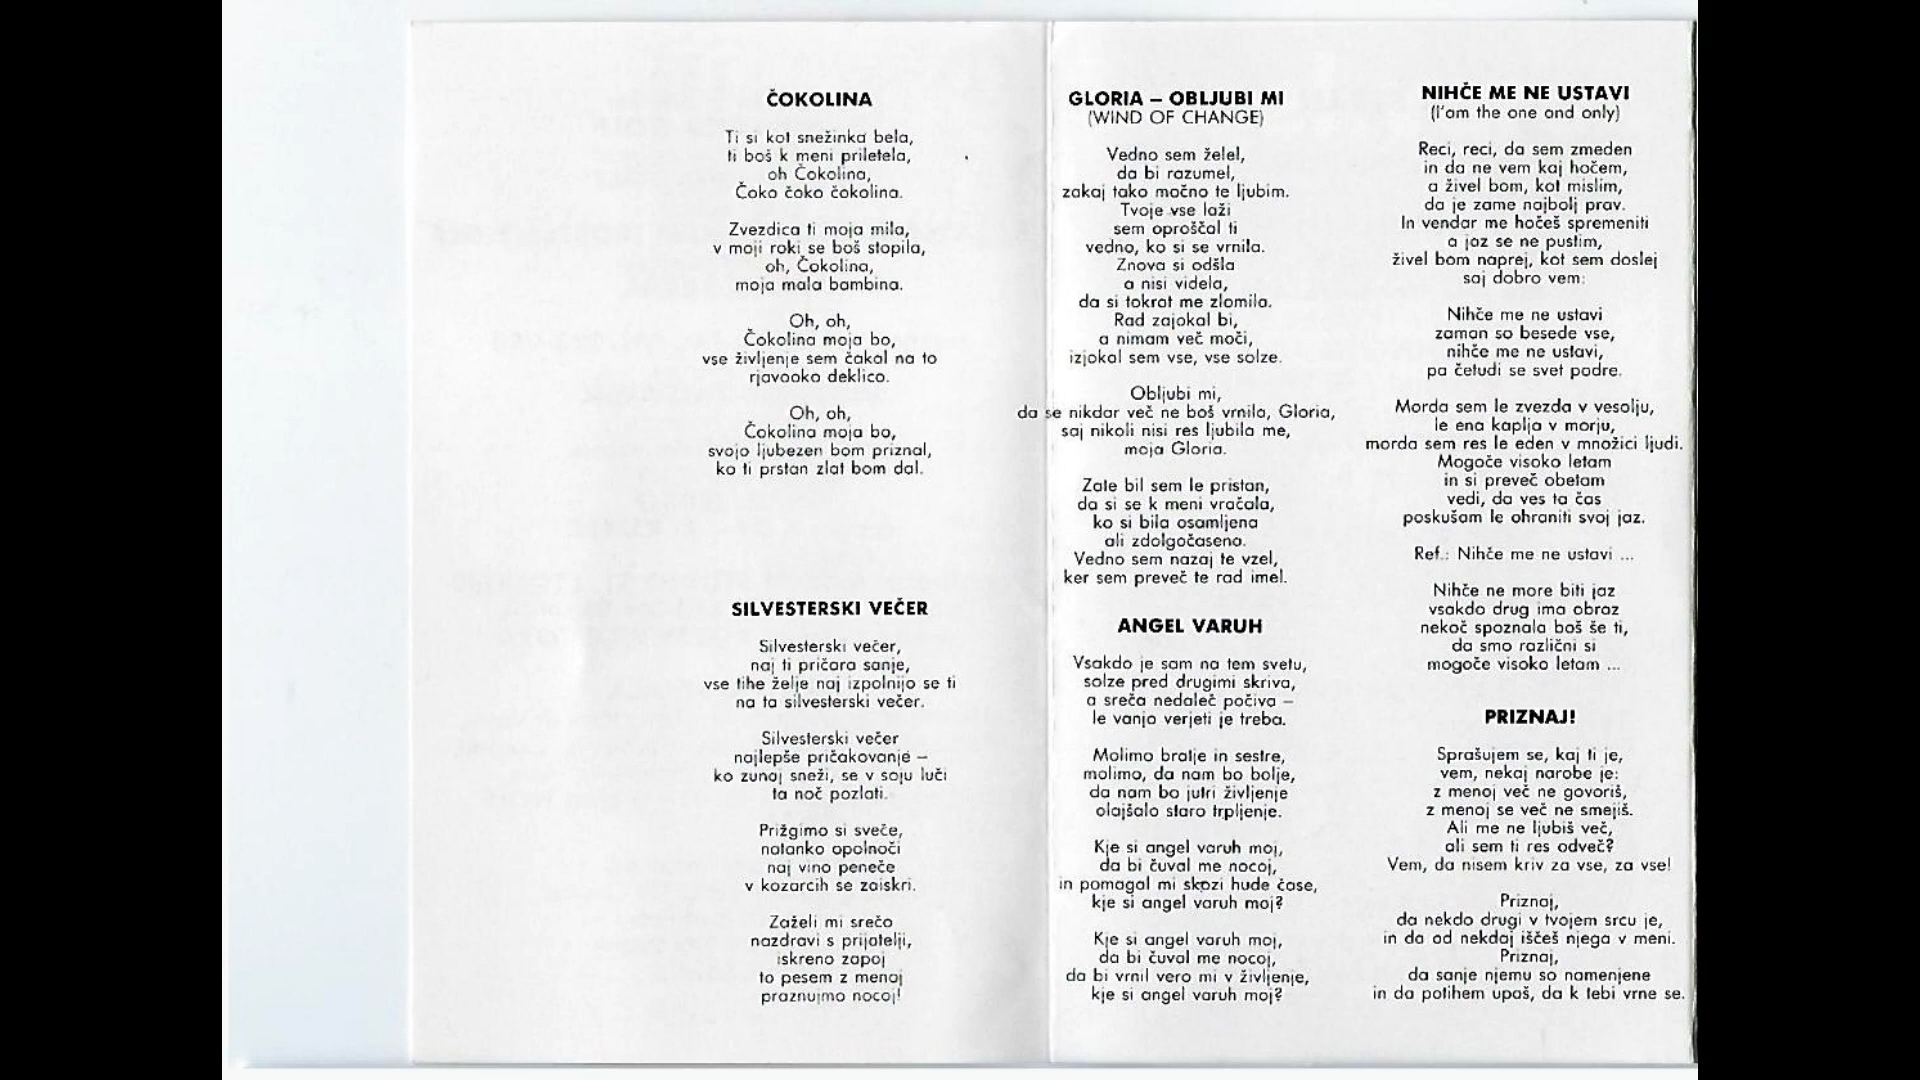 ČOKOLINA
Ti si kot snežinka bela,
ti boš k meni priletela,
oh Čokolina,
Čoko čoko čokolina.
Zvezdica ti moja mila,
v moji roki se boš stopila,
oh, Čokolina,
moja mala bambina.
Oh, oh,
Čokolina moja bo,
vse življenje sem čakal na to
rjavooko deklico.
Oh, oh,
Čokolina moja bo,
svojo ljubezen bom priznal,
ko ti prstan zlat bom dal.
SILVESTERSKI VEČER
Silvesterski večer,
naj ti pričara sanje,
vse tihe želje naj izpolnijo se ti
na ta silvesterski večer.
Silvesterski večer
najlepše pričakovanje –
ko zunaj sneži, se v soju luči
ta noč pozlati.
Prižgimo si sveče,
natanko opolnoči
naj vino peneče
v kozarcih se zaiskri.
Zaželi mi srečo
nazdravi s prijatelji,
iskreno zapoj
to pesem z menoj
praznujmo nocoj!
GLORIA – OBLJUBI MI
(WIND OF CHANGE)
Vedno sem želel,
da bi razumel,
zakaj tako močno te ljubim.
Tvoje vse laži
sem oproščal ti
vedno, ko si se vrnila.
Znova si odšla
a nisi videla,
da si tokrat me zlomila.
Rad zajokal bi,
a nimam več moči,
izjokal sem vse, vse solze.
Obljubi mi,
da se nikdar več ne boš vrnila, Gloria,
saj nikoli nisi res ljubila me,
moja Gloria.
Zate bil sem le pristan,
da si se k meni vračala,
ko si bila osamljena
ali zdolgočasena.
Vedno sem nazaj te vzel,
ker sem preveč te rad imel.
ANGEL VARUH
Vsakdo je sam na tem svetu,
solze pred drugimi skriva,
a sreča nedaleč počiva –
le vanjo verjeti je treba.
Molimo bratje in sestre,
molimo, da nam bo bolje,
da nam bo jutri življenje
olajšalo staro trpljenje.
Kje si angel varuh moj,
da bi čuval me nocoj,
in pomagal mi skozi hude čase,
kje si angel varuh moj?
Kje si angel varuh moj,
da bi čuval me nocoj,
da bi vrnil vero mi v življenje,
kje si angel varuh moj?
NIHČE ME NE USTAVI
(I'am the one and only)
Reci, reci, da sem zmeden
in da ne vem kaj hočem,
a živel bom, kot mislim,
da je zame najbolj prav.
In vendar me hočeš spremeniti
a jaz se ne pustim,
živel bom naprej, kot sem doslej
saj dobro vem:
Nihče me ne ustavi
zaman so besede vse,
nihče me ne ustavi,
pa četudi se svet podre.
Morda sem le zvezda v vesolju,
le ena kaplja v morju,
morda sem res le eden v množici ljudi.
Mogoče visoko letam
in si preveč obetam
vedi, da ves ta čas
poskušam le ohraniti svoj jaz.
Ref.: Nihče me ne ustavi ...
Nihče ne more biti jaz
vsakdo drug ima obraz
nekoč spoznala boš še ti,
da smo različni si
mogoče visoko letam ...
PRIZNAJ!
Sprašujem se, kaj ti je,
vem, nekaj narobe je:
z menoj več ne govoriš,
z menoj se več ne smejiš.
Ali me ne ljubiš več,
ali sem ti res odveč?
Vem, da nisem kriv za vse, za vse!
Priznaj,
da nekdo drugi v tvojem srcu je,
in da od nekdaj iščeš njega v meni.
Priznaj,
da sanje njemu so namenjene
in da potihem upaš, da k tebi vrne se.